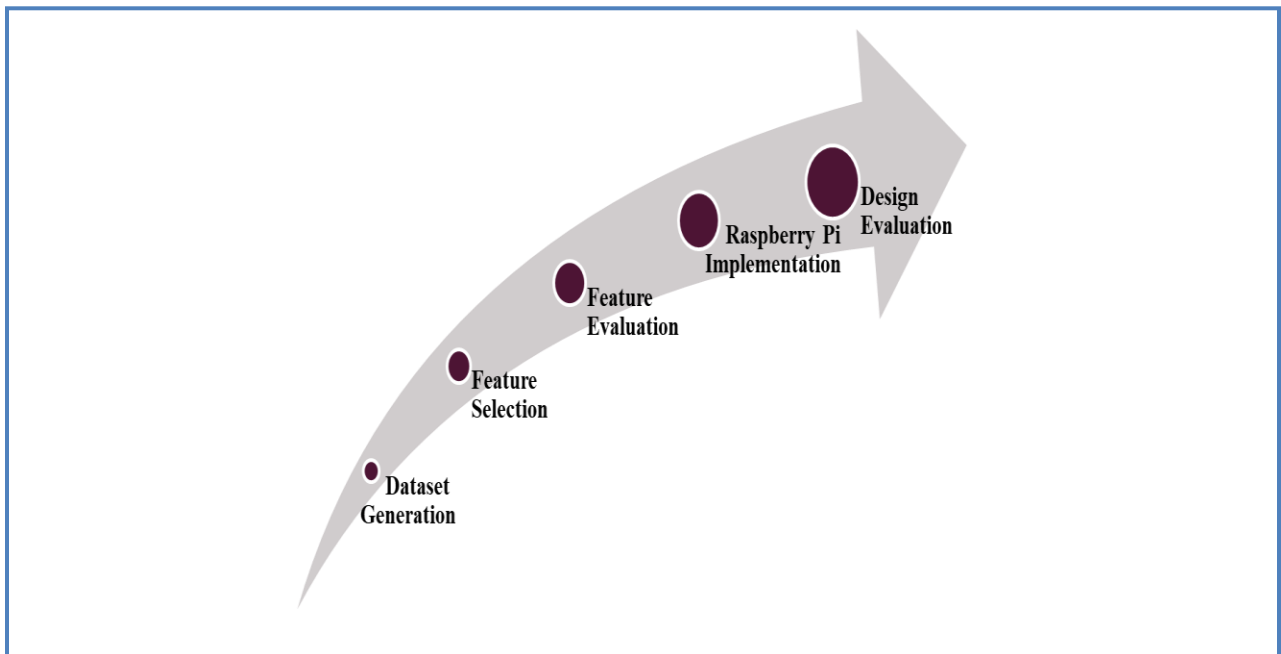 Dataset
Generation
Feature
Selection
Feature
Evaluation
Raspberry Pi
Implementation
Design
Evaluation